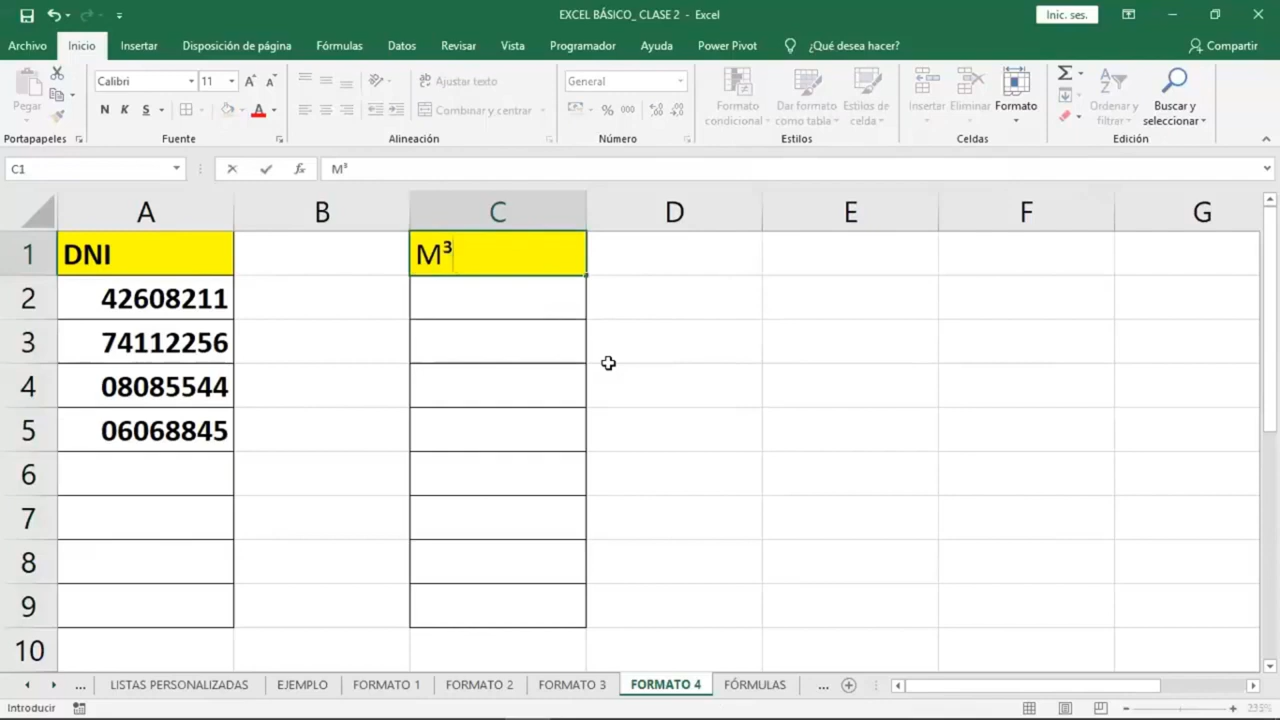 EXCEL BÁSICO_ CLASE 2 - Excel
Inic. ses.
Archivo Inicio Insertar Disposición de página Fórmulas Datos Revisar Vista Programador Ayuda Power Pivot ¿Qué desea hacer? Compartir
Pegar
Calibri 11
N K S
Ajustar texto
Combinar y centrar
General
% 000
Formato condicional
Dar formato como tabla
Estilos de celda
Insertar Eliminar Formato
Ordenar y filtrar
Buscar y seleccionar
Portapapeles Fuente Alineación Número Estilos Celdas Edición
C1 fx M³
A B C D E F G
1 DNI M³
2 42608211
3 74112256
4 08085544
5 06068845
6
7
8
9
10
... LISTAS PERSONALIZADAS EJEMPLO FORMATO 1 FORMATO 2 FORMATO 3 FORMATO 4 FÓRMULAS ...
Introducir 235%